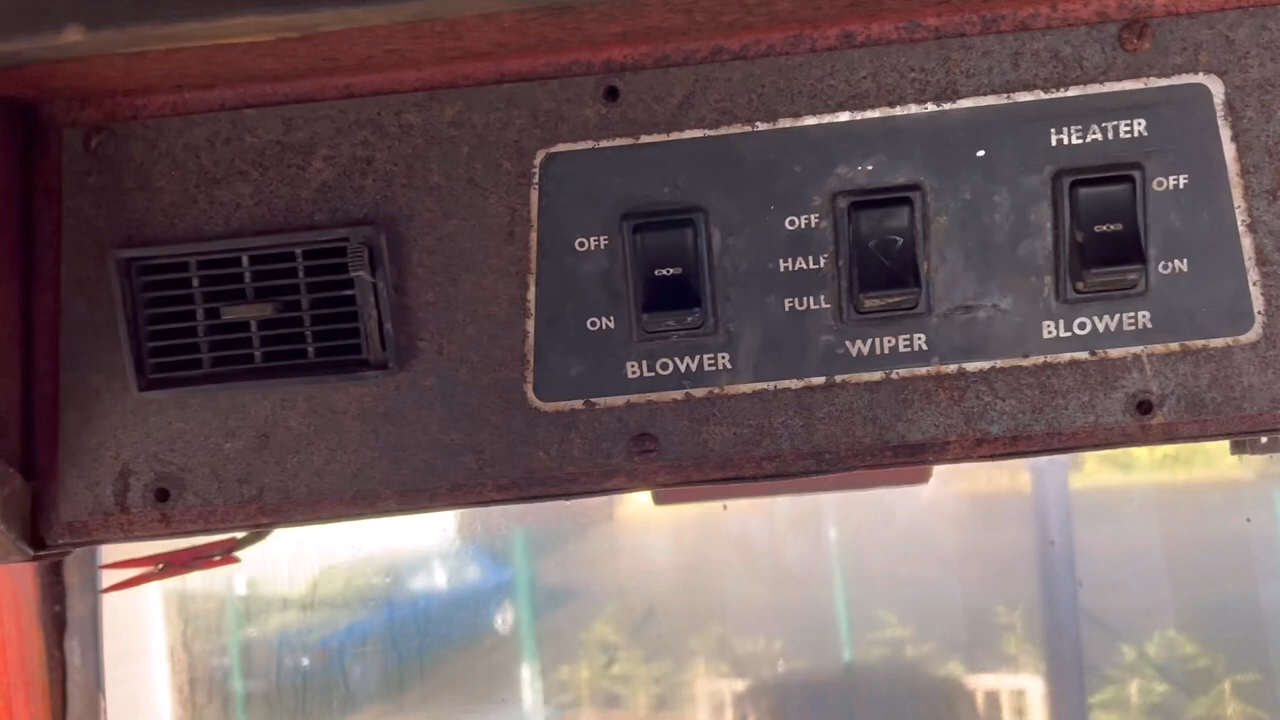 HEATER
OFF
OFF
OFF
HALF
ON
FULL
ON
BLOWER
WIPER
BLOWER